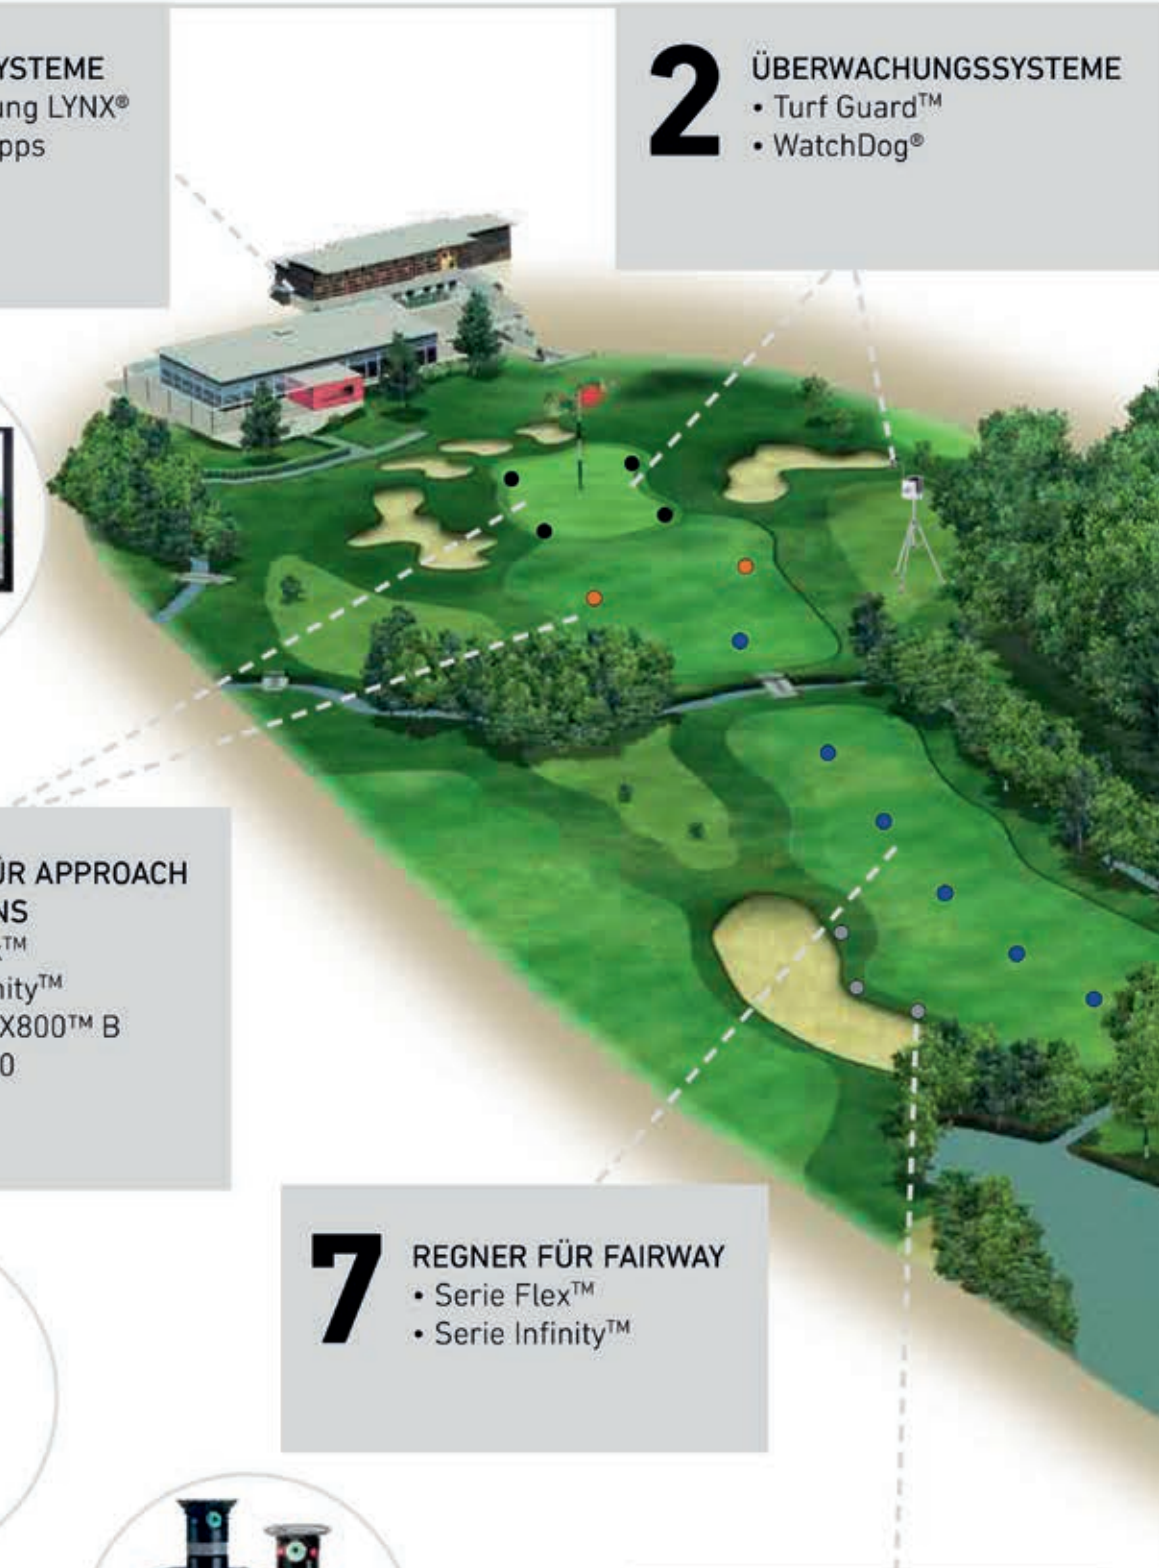 YSTEME
ung LYNX®
pps
2
ÜBERWACHUNGSSYSTEME
• Turf Guard™
• WatchDog®
ÜR APPROACH
NS
™
nity™
X800™ B
0
7
REGNER FÜR FAIRWAY
• Serie Flex™
• Serie Infinity™